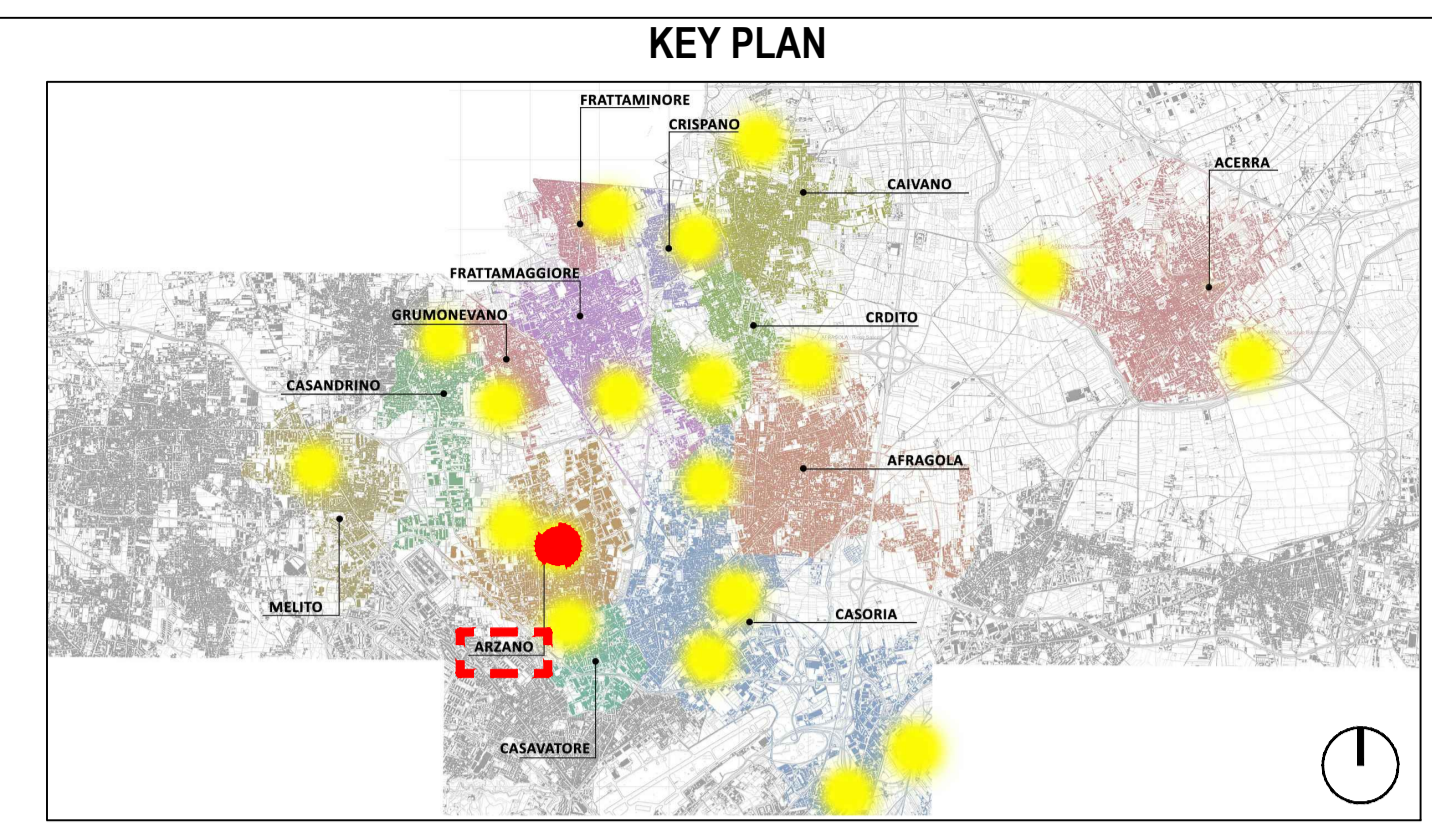 KEY PLAN
FRATTAMINORE
CRISPANO
ACERRA
CAIVANO
FRATTAMAGGIORE
GRUMONEVANO
CRDITO
CASANDRINO
AFRAGOLA
MELITO
CASORIA
ARZANO
CASAVATORE